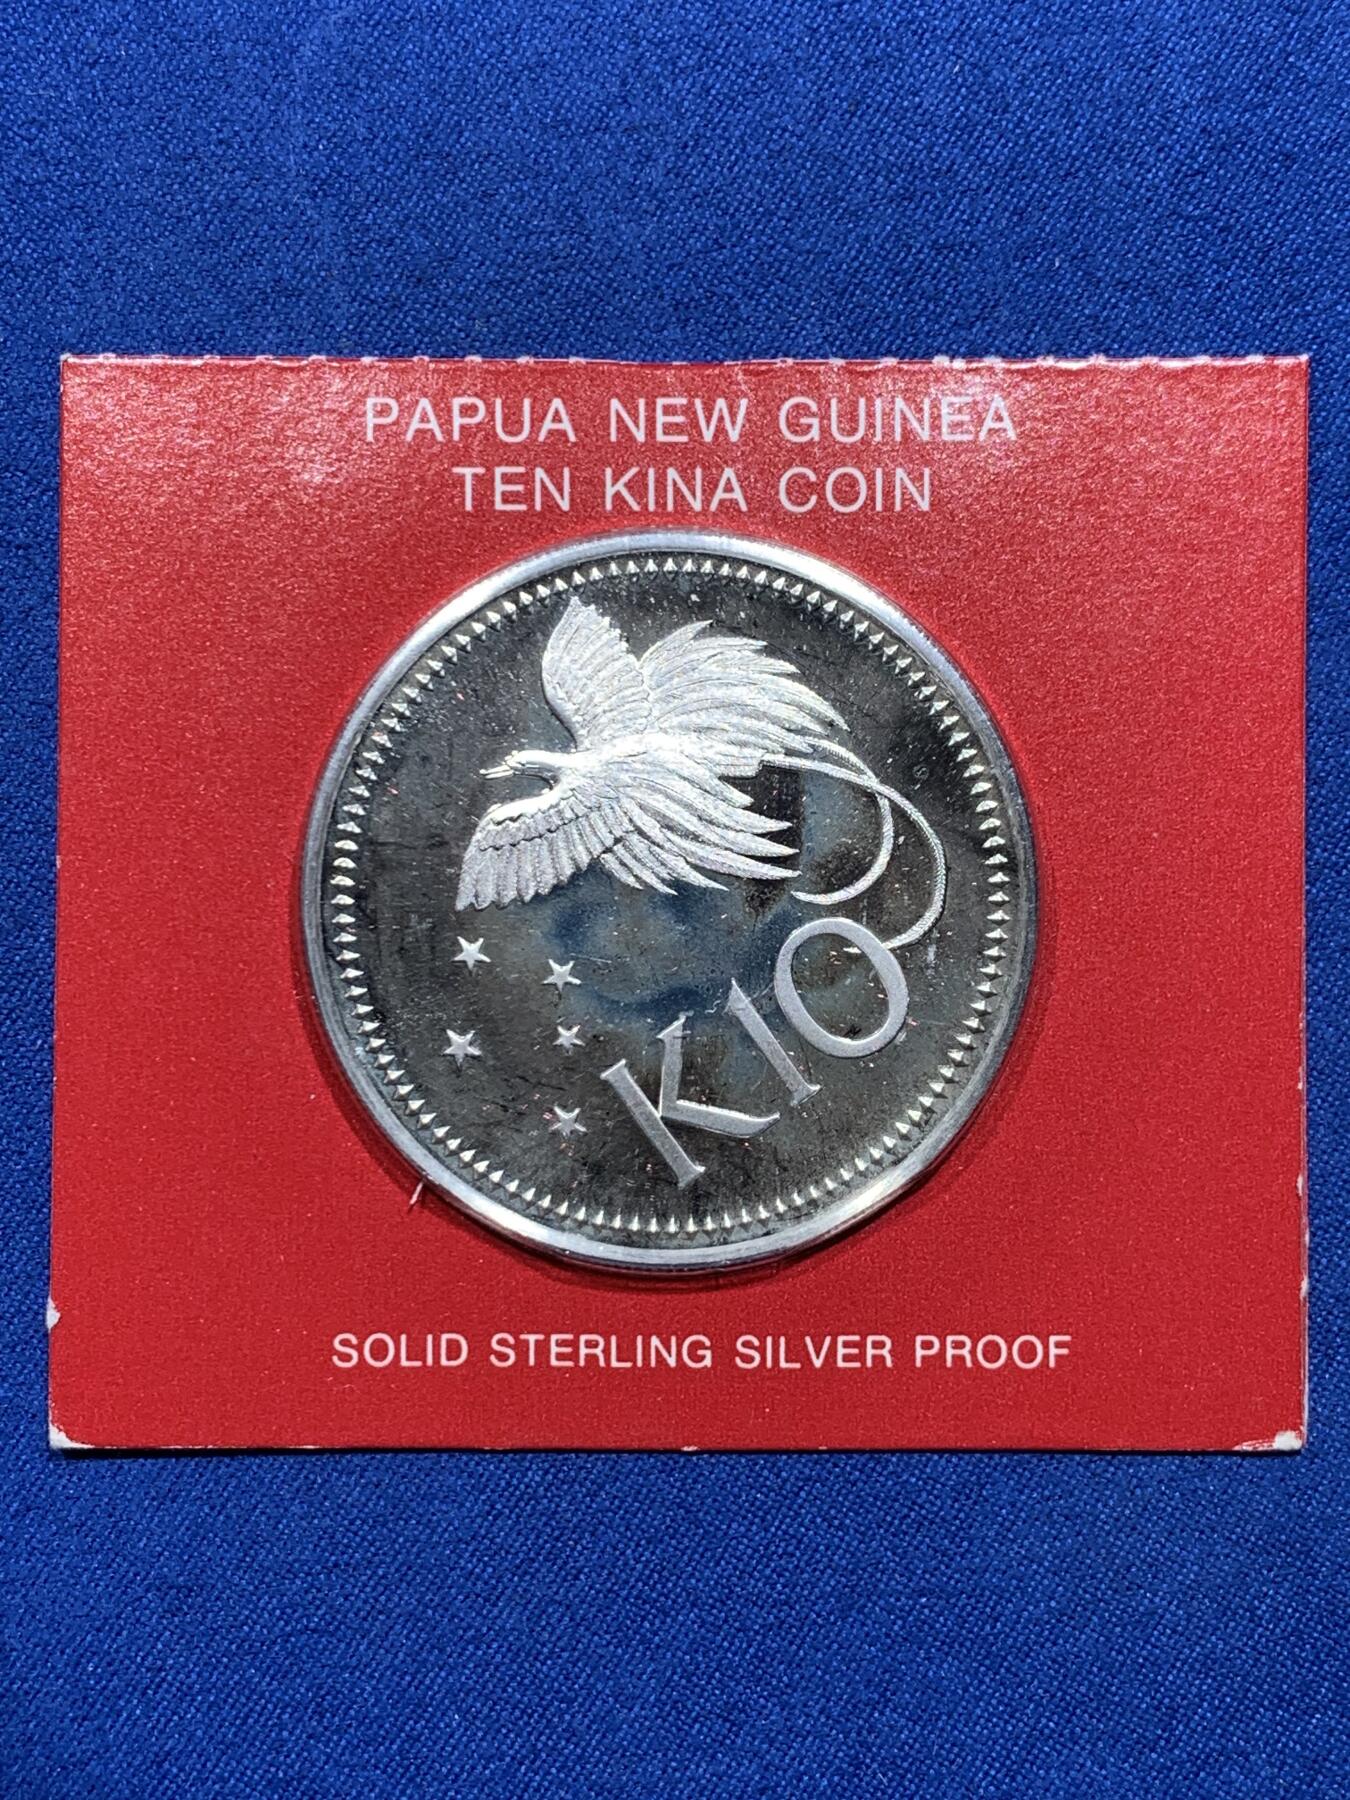 PAPUA NEW GUINEA
TEN KINA COIN
K10
SOLID STERLING SILVER PROOF